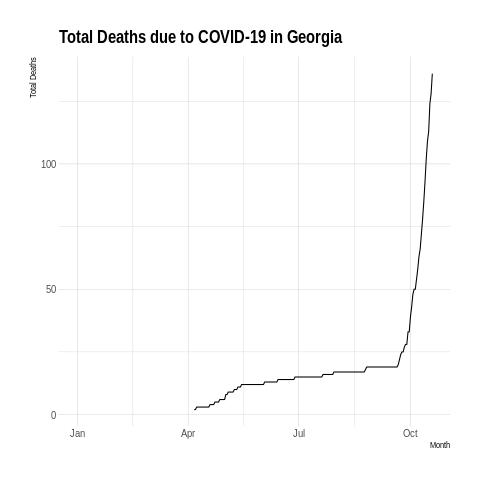 Total Deaths due to COVID-19 in Georgia
Total Deaths
100
50
0
Jan Apr Jul Oct
Month